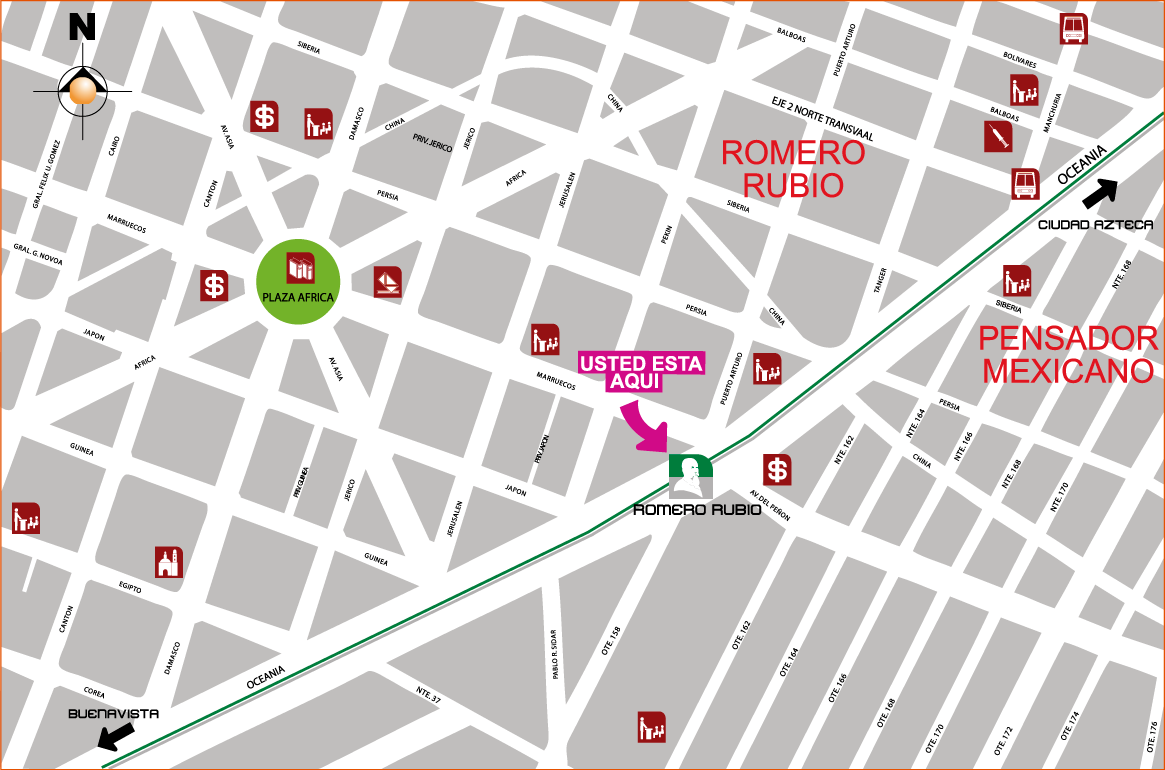 N
SIBERIA
BALBOAS
PUERTO ARTURO
BOLIVARES
CHINA
EJE 2 NORTE TRANSVAAL
BALBOAS
MANCHURIA
$
AV. ASIA
DAMASCO
CHINA
PRIV. JERICO
JERICO
CAIRO
GRAL. FELIX U. GOMEZ
ROMERO
RUBIO
OCEANIA
CANTON
PERSIA
AFRICA
JERUSALEN
SIBERIA
MARRUECOS
PEKIN
CIUDAD AZTECA
GRAL. G. NOVOA
TANGER
NTE. 168
$
PLAZA AFRICA
SIBERIA
PERSIA
CHINA
JAPON
AFRICA
AV. ASIA
PENSADOR
MEXICANO
USTED ESTA
AQUI
MARRUECOS
PUERTO ARTURO
PERSIA
NTE. 164
NTE. 162
NTE. 166
CHINA
NTE. 168
NTE. 170
GUINEA
PRIV. GUINEA
JERICO
PRIV. JAPON
JAPON
$
AV DEL PEÑON
ROMERO RUBIO
JERUSALEN
GUINEA
EGIPTO
CANTON
DAMASCO
COREA
OCEANIA
BUENAVISTA
NTE. 37
PABLO R. SIDAR
OTE. 158
OTE. 162
OTE. 164
OTE. 166
OTE. 168
OTE. 170
OTE. 172
OTE. 174
OTE. 176